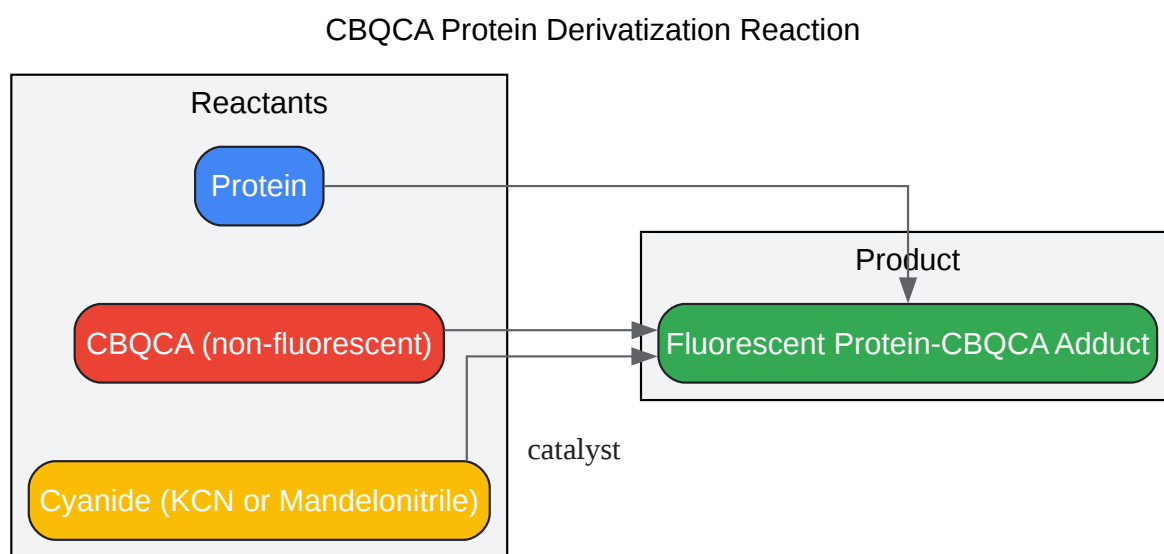 CBQCA Protein Derivatization Reaction
Reactants
Protein
Product
CBQCA (non-fluorescent)
Fluorescent Protein-CBQCA Adduct
catalyst
Cyanide (KCN or Mandelonitrile)